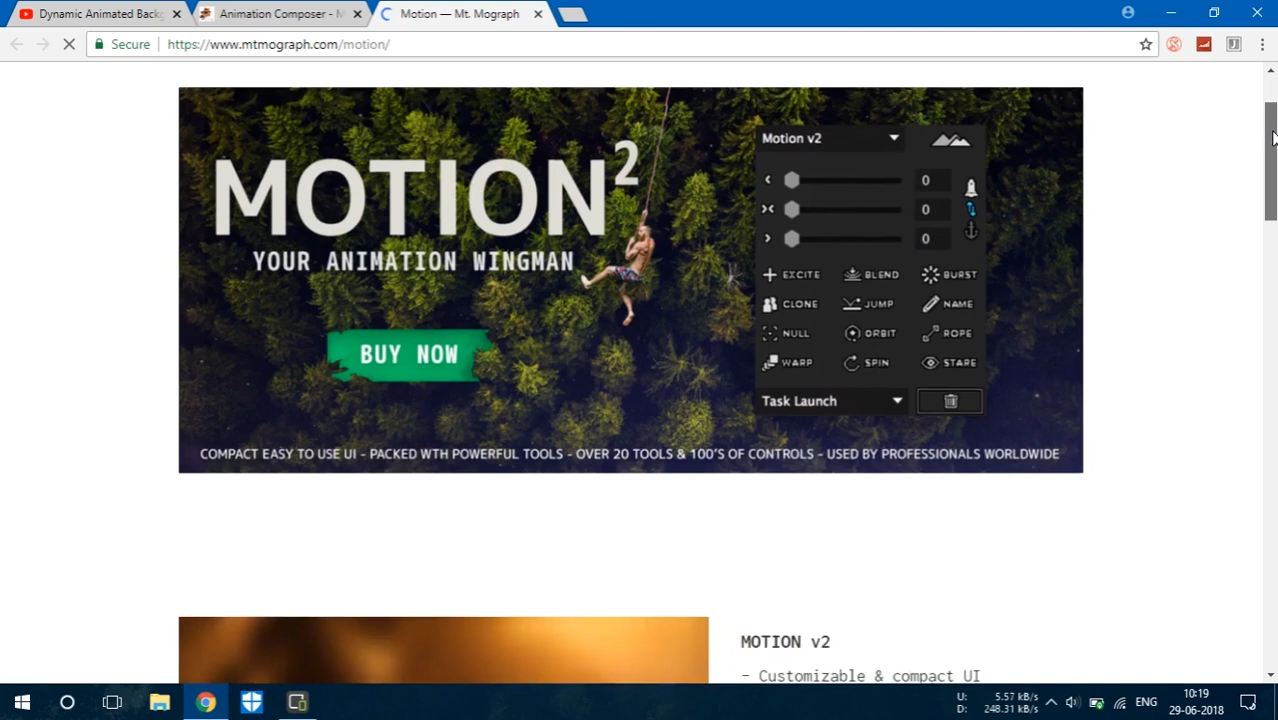 Dynamic Animated Backg
Animation Composer - M
Motion — Mt. Mograph
Secure https://www.mtmograph.com/motion/
MOTION2
YOUR ANIMATION WINGMAN
BUY NOW
Motion v2
0
0
0
EXCITE BLEND BURST
CLONE JUMP NAME
NULL ORBIT ROPE
WARP SPIN STARE
Task Launch
COMPACT EASY TO USE UI - PACKED WTH POWERFUL TOOLS - OVER 20 TOOLS & 100'S OF CONTROLS - USED BY PROFESSIONALS WORLDWIDE
MOTION v2
- Customizable & compact UI
U: 5.57 kB/s
D: 248.31 kB/s
ENG
10:19
29-06-2018